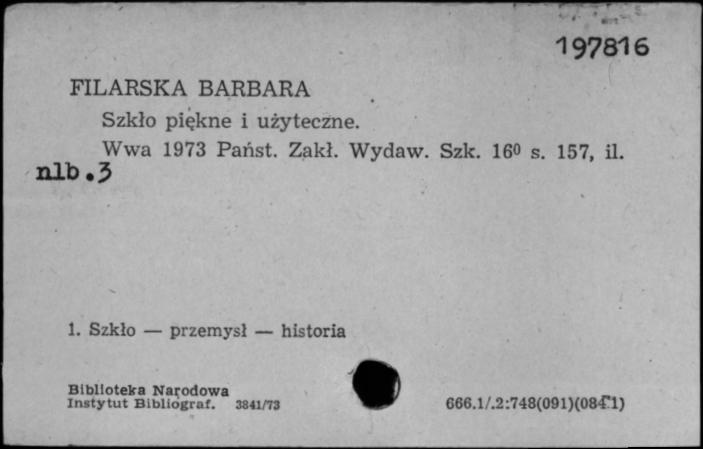 197816
FILARSKA BARBARA
Szkło piękne i użyteczne.
Wwa 1973 Państ. Zakł. Wydaw. Szk. 16⁰ s. 157, il.
nlb.3
1. Szkło — przemysł — historia
Biblioteka Narodowa
Instytut Bibliograf. 3841/73
666.1/.2:748(091)(084.1)